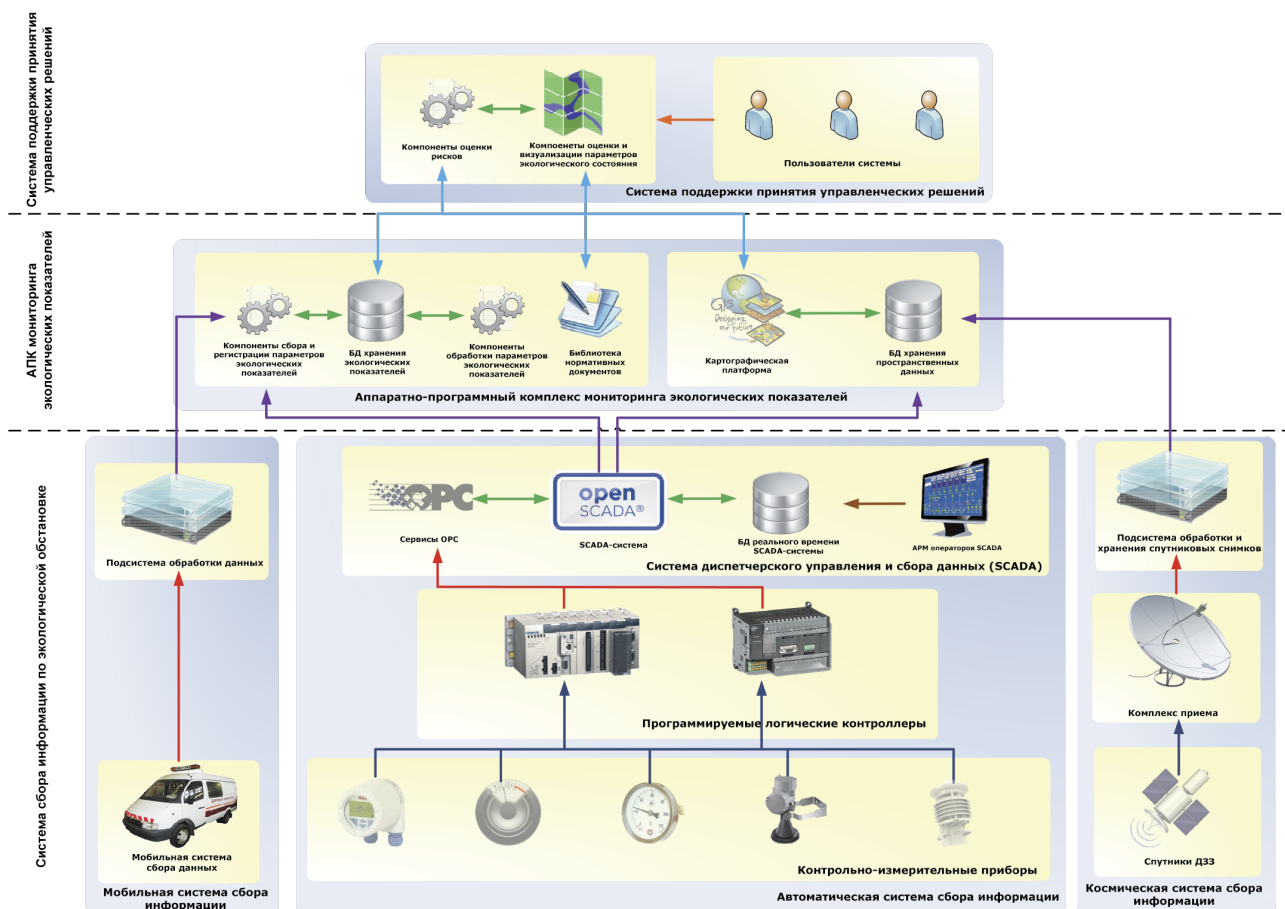 Система поддержки принятия
управленческих решений
Компоненты оценки
рисков
Компоенеты оценки и
визуализации параметров
экологического состояния
Пользователи системы
Система поддержки принятия управленческих решений
АПК мониторинга
экологических показателей
GIS
Designing
our future
Компоненты сбора и
регистрации параметров
экологических
показателей
БД хранения
экологических
показателей
Компоненты
обработки параметров
экологических
показателей
Библиотека
нормативных
документов
Картографическая
платформа
БД хранения
пространственных
данных
Аппаратно-программный комплекс мониторинга экологических показателей
Система сбора информации по экологической обстановке
Подсистема обработки данных
Мобильная система
сбора данных
Мобильная система сбора
информации
OPC
Сервисы OPC
open
SCADA®
SCADA-система
БД реального времени
SCADA-системы
АРМ операторов SCADA
Система диспетчерского управления и сбора данных (SCADA)
Программируемые логические контроллеры
Контрольно-измерительные приборы
Автоматическая система сбора информации
Подсистема обработки и
хранения спутниковых снимков
Комплекс приема
Спутники ДЗЗ
Космическая система сбора
информации